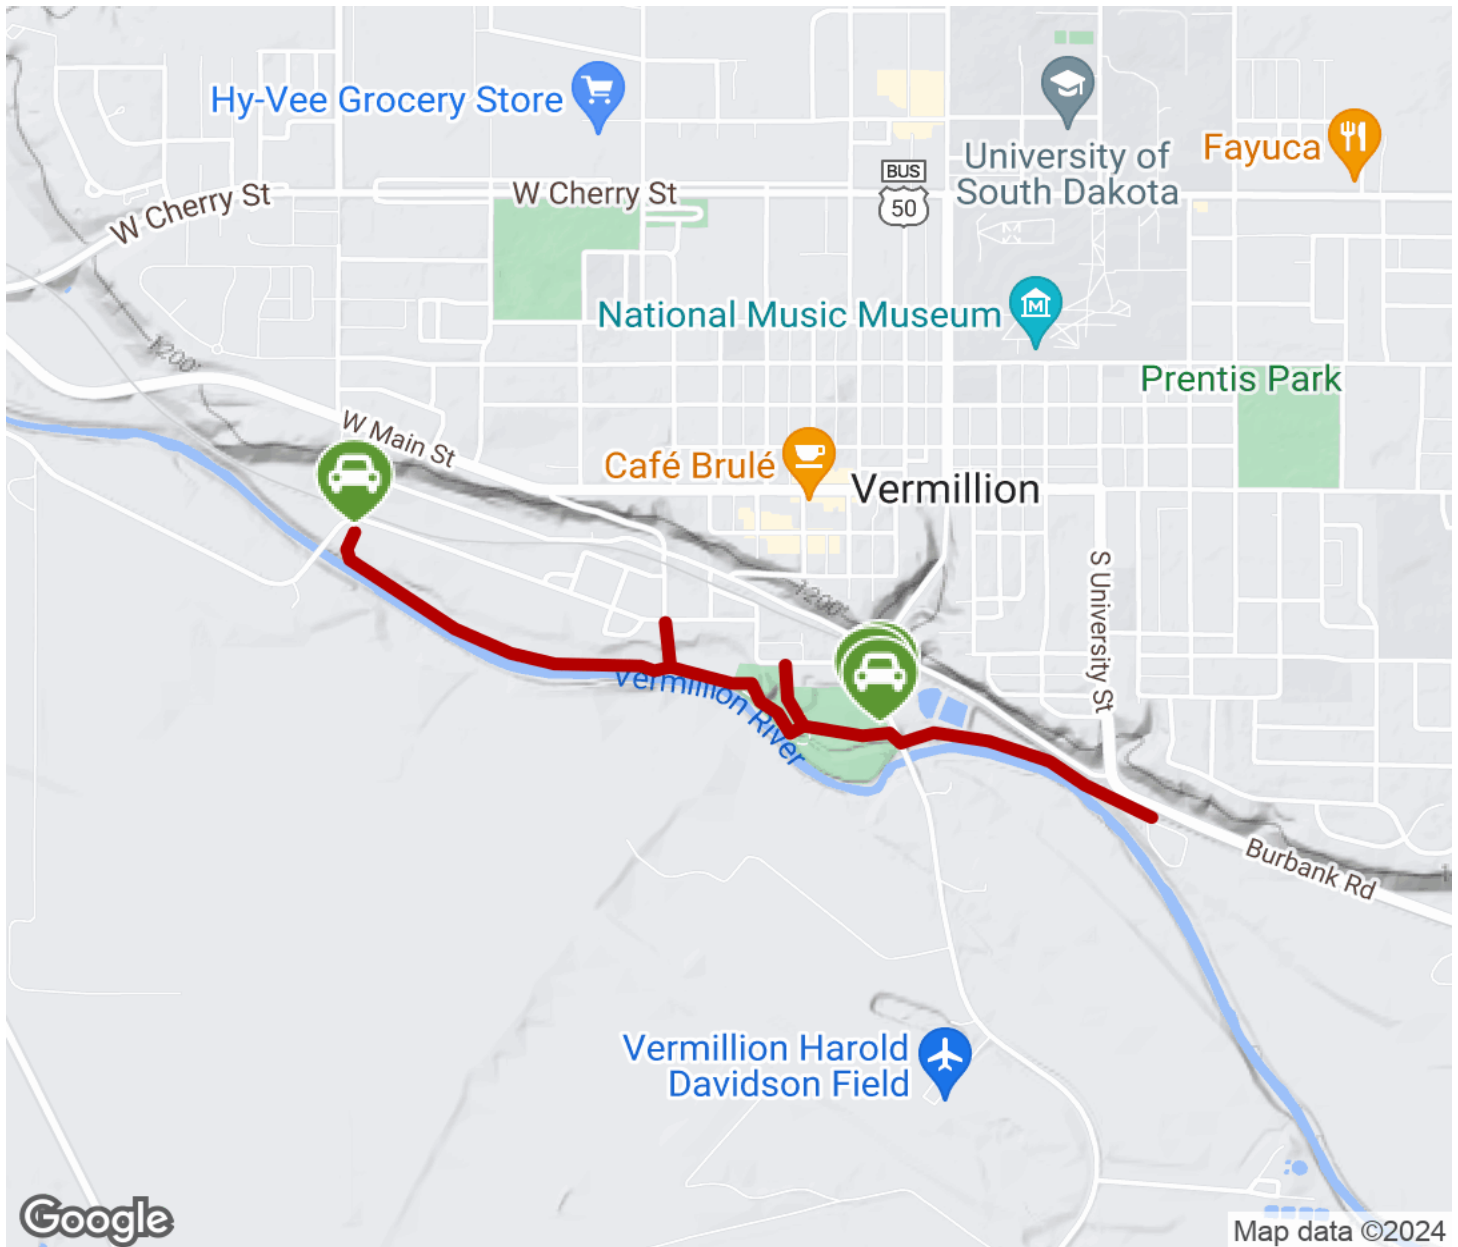 Hy-Vee Grocery Store
University of
South Dakota
Fayuca
BUS
50
W Cherry St
W Cherry St
National Music Museum
M
1200'
Prentis Park
W Main St
Café Brulé
Vermillion
S University St
1200'
Vermillion River
Burbank Rd
Vermillion Harold
Davidson Field
Google
Map data ©2024